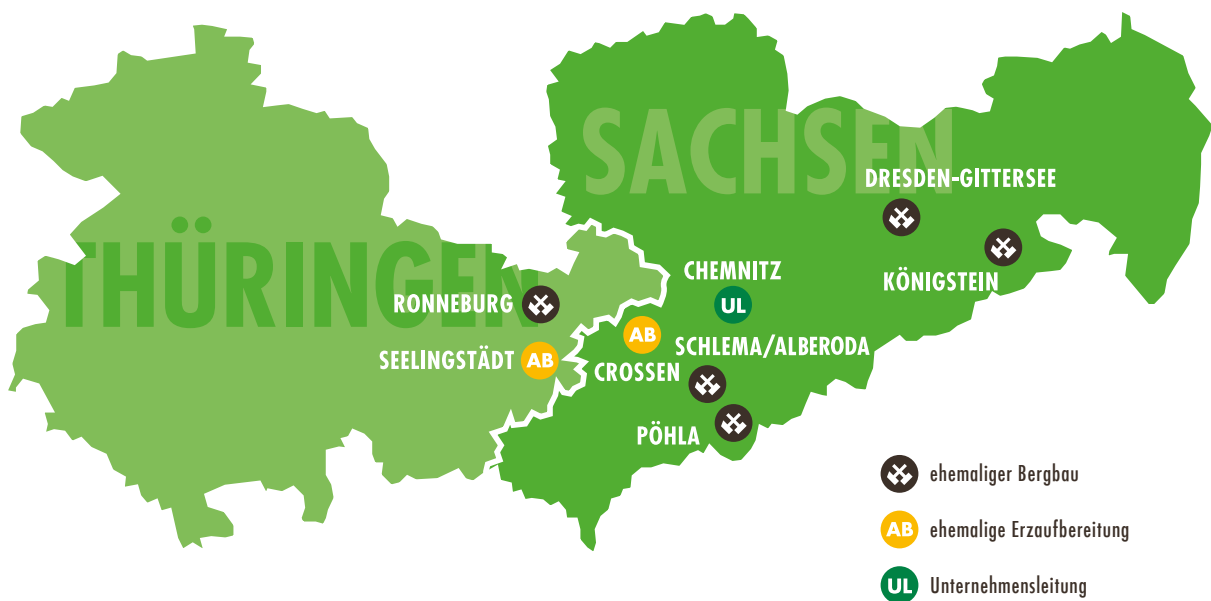 SACHSEN
DRESDEN-GITTERSEE
THÜRINGEN
CHEMNITZ
KÖNIGSTEIN
RONNEBURG
UL
AB
SCHLEMA/ALBERODA
SEELINGSTÄDT
AB
CROSSEN
PÖHLA
ehemaliger Bergbau
AB ehemalige Erzaufbereitung
UL Unternehmensleitung